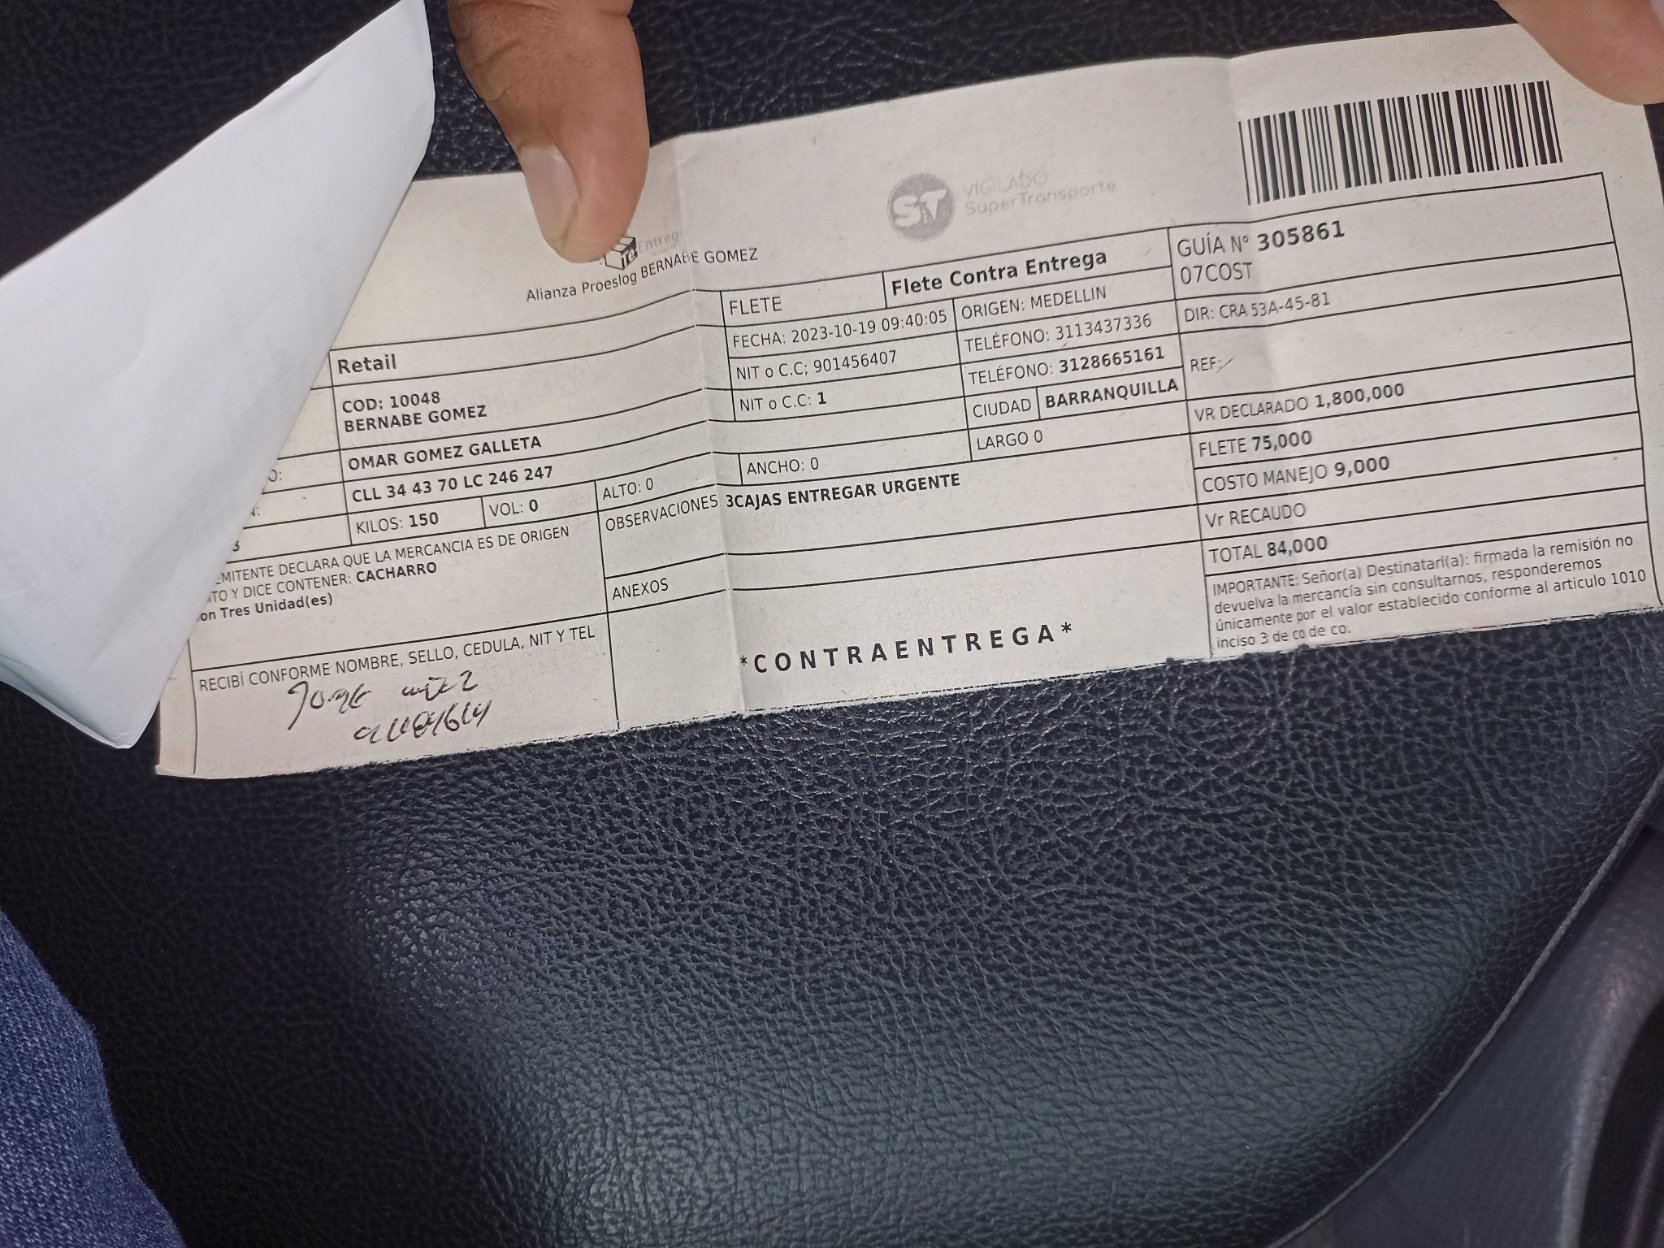 VIGILADO
SuperTransporte
Entreg
Alianza Proeslog BERNABE GOMEZ
GUÍA Nº 305861
07COST
Retail
FLETE
Flete Contra Entrega
FECHA: 2023-10-19 09:40:05
ORIGEN: MEDELLIN
DIR: CRA 53A-45-81
COD: 10048
BERNABE GOMEZ
NIT o C.C; 901456407
TELÉFONO: 3113437336
REF:
O:
OMAR GOMEZ GALLETA
NIT o C.C: 1
TELÉFONO: 3128665161
N:
CLL 34 43 70 LC 246 247
CIUDAD BARRANQUILLA
VR DECLARADO 1,800,000
KILOS: 150
VOL: 0
ALTO: 0
ANCHO: 0
LARGO 0
FLETE 75,000
OBSERVACIONES 3CAJAS ENTREGAR URGENTE
COSTO MANEJO 9,000
Vr RECAUDO
EMITENTE DECLARA QUE LA MERCANCIA ES DE ORIGEN
ITO Y DICE CONTENER: CACHARRO
on Tres Unidad(es)
ANEXOS
TOTAL 84,000
IMPORTANTE: Señor(a) Destinatari(a): firmada la remisión no
devuelva la mercancía sin consultarnos, responderemos
únicamente por el valor establecido conforme al articulo 1010
inciso 3 de co de co.
RECIBÍ CONFORME NOMBRE, SELLO, CEDULA, NIT Y TEL
*CONTRAENTREGA*